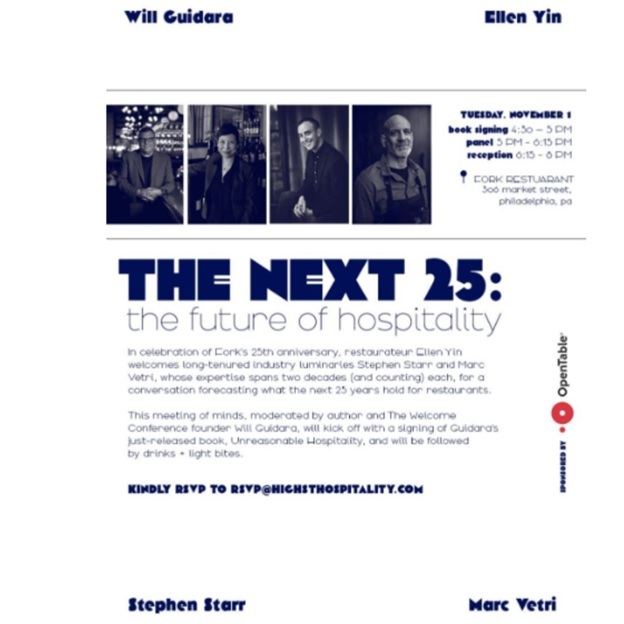 Will Guidara
Ellen Yin
TUESDAY, NOVEMBER 1
book signing 4:30 – 5 PM
panel 5 PM – 6:15 PM
reception 6:15 – 8 PM
FORK RESTUARANT
306 market street,
philadelphia, pa
THE NEXT 25:
the future of hospitality
In celebration of Fork's 25th anniversary, restaurateur Ellen Yin
welcomes long-tenured industry luminaries Stephen Starr and Marc
Vetri, whose expertise spans two decades (and counting) each, for a
conversation forecasting what the next 25 years hold for restaurants.
This meeting of minds, moderated by author and The Welcome
Conference founder Will Guidara, will kick off with a signing of Guidara's
just-released book, Unreasonable Hospitality, and will be followed
by drinks + light bites.
KINDLY RSVP TO RSVP@HIGHSTHOSPITALITY.COM
SPONSORED BY OpenTable
Stephen Starr
Marc Vetri